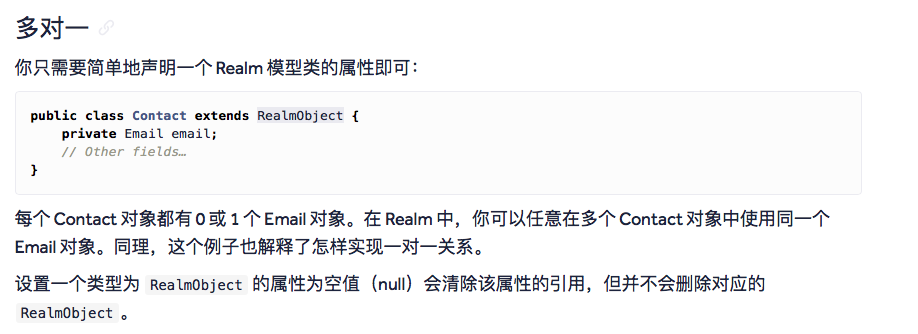 多对一
你只需要简单地声明一个 Realm 模型类的属性即可：
public class Contact extends RealmObject {
    private Email email;
    // Other fields…
}
每个 Contact 对象都有 0 或 1 个 Email 对象。在 Realm 中，你可以任意在多个 Contact 对象中使用同一个
Email 对象。同理，这个例子也解释了怎样实现一对一关系。
设置一个类型为 RealmObject 的属性为空值（null）会清除该属性的引用，但并不会删除对应的
RealmObject 。